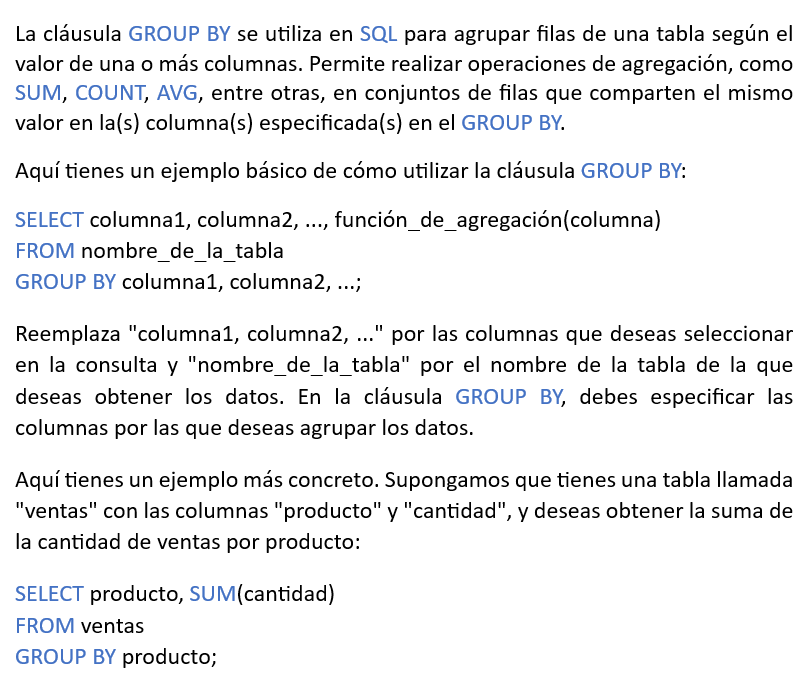 La cláusula GROUP BY se utiliza en SQL para agrupar filas de una tabla según el
valor de una o más columnas. Permite realizar operaciones de agregación, como
SUM, COUNT, AVG, entre otras, en conjuntos de filas que comparten el mismo
valor en la(s) columna(s) especificada(s) en el GROUP BY.
Aquí tienes un ejemplo básico de cómo utilizar la cláusula GROUP BY:
SELECT columna1, columna2, ..., función_de_agregación(columna)
FROM nombre_de_la_tabla
GROUP BY columna1, columna2, ...;
Reemplaza "columna1, columna2, ..." por las columnas que deseas seleccionar
en la consulta y "nombre_de_la_tabla" por el nombre de la tabla de la que
deseas obtener los datos. En la cláusula GROUP BY, debes especificar las
columnas por las que deseas agrupar los datos.
Aquí tienes un ejemplo más concreto. Supongamos que tienes una tabla llamada
"ventas" con las columnas "producto" y "cantidad", y deseas obtener la suma de
la cantidad de ventas por producto:
SELECT producto, SUM(cantidad)
FROM ventas
GROUP BY producto;